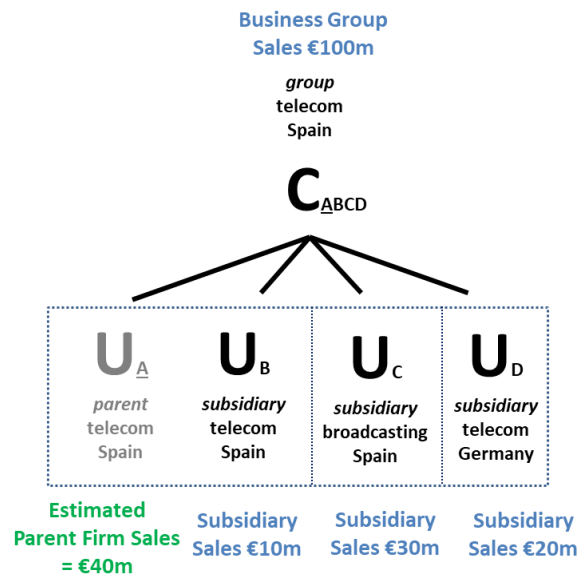 Business Group
Sales €100m
group
telecom
Spain
CABCD
UA
parent
telecom
Spain
UB
subsidiary
telecom
Spain
UC
subsidiary
broadcasting
Spain
UD
subsidiary
telecom
Germany
Estimated
Parent Firm Sales
= €40m
Subsidiary
Sales €10m
Subsidiary
Sales €30m
Subsidiary
Sales €20m